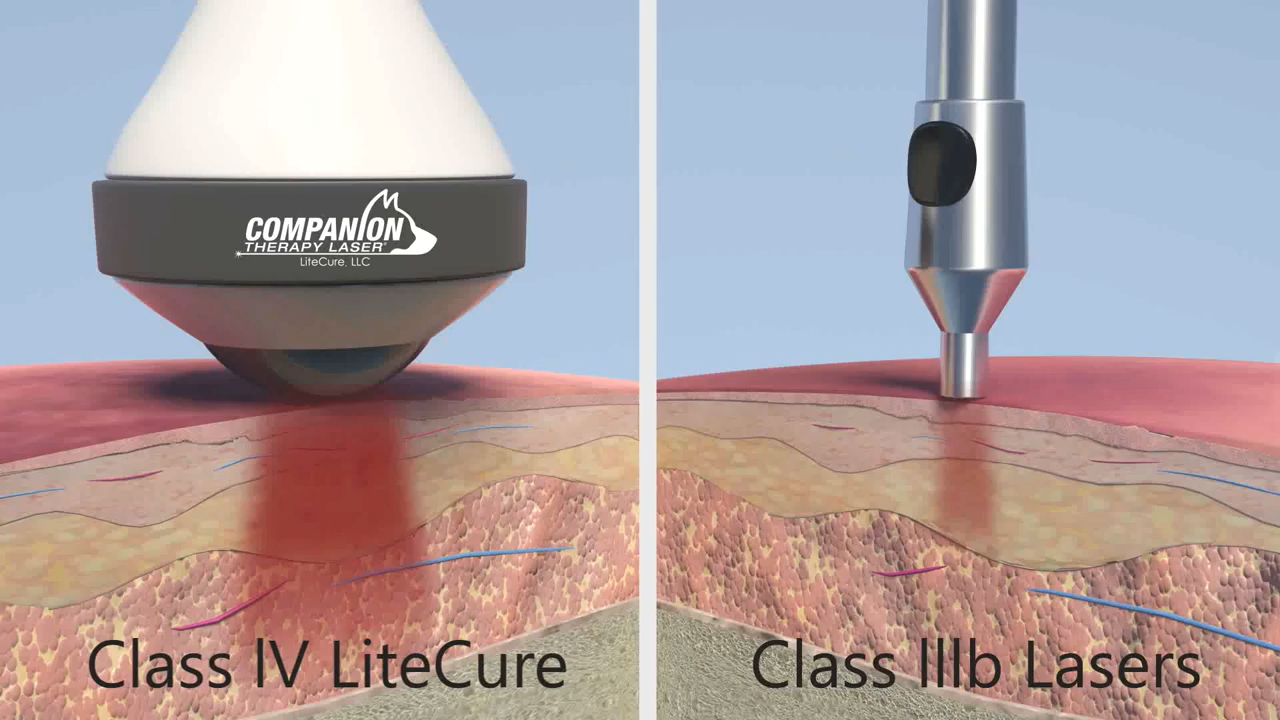 COMPANION
THERAPY LASER®
LiteCure, LLC
Class IV LiteCure
Class IIIb Lasers